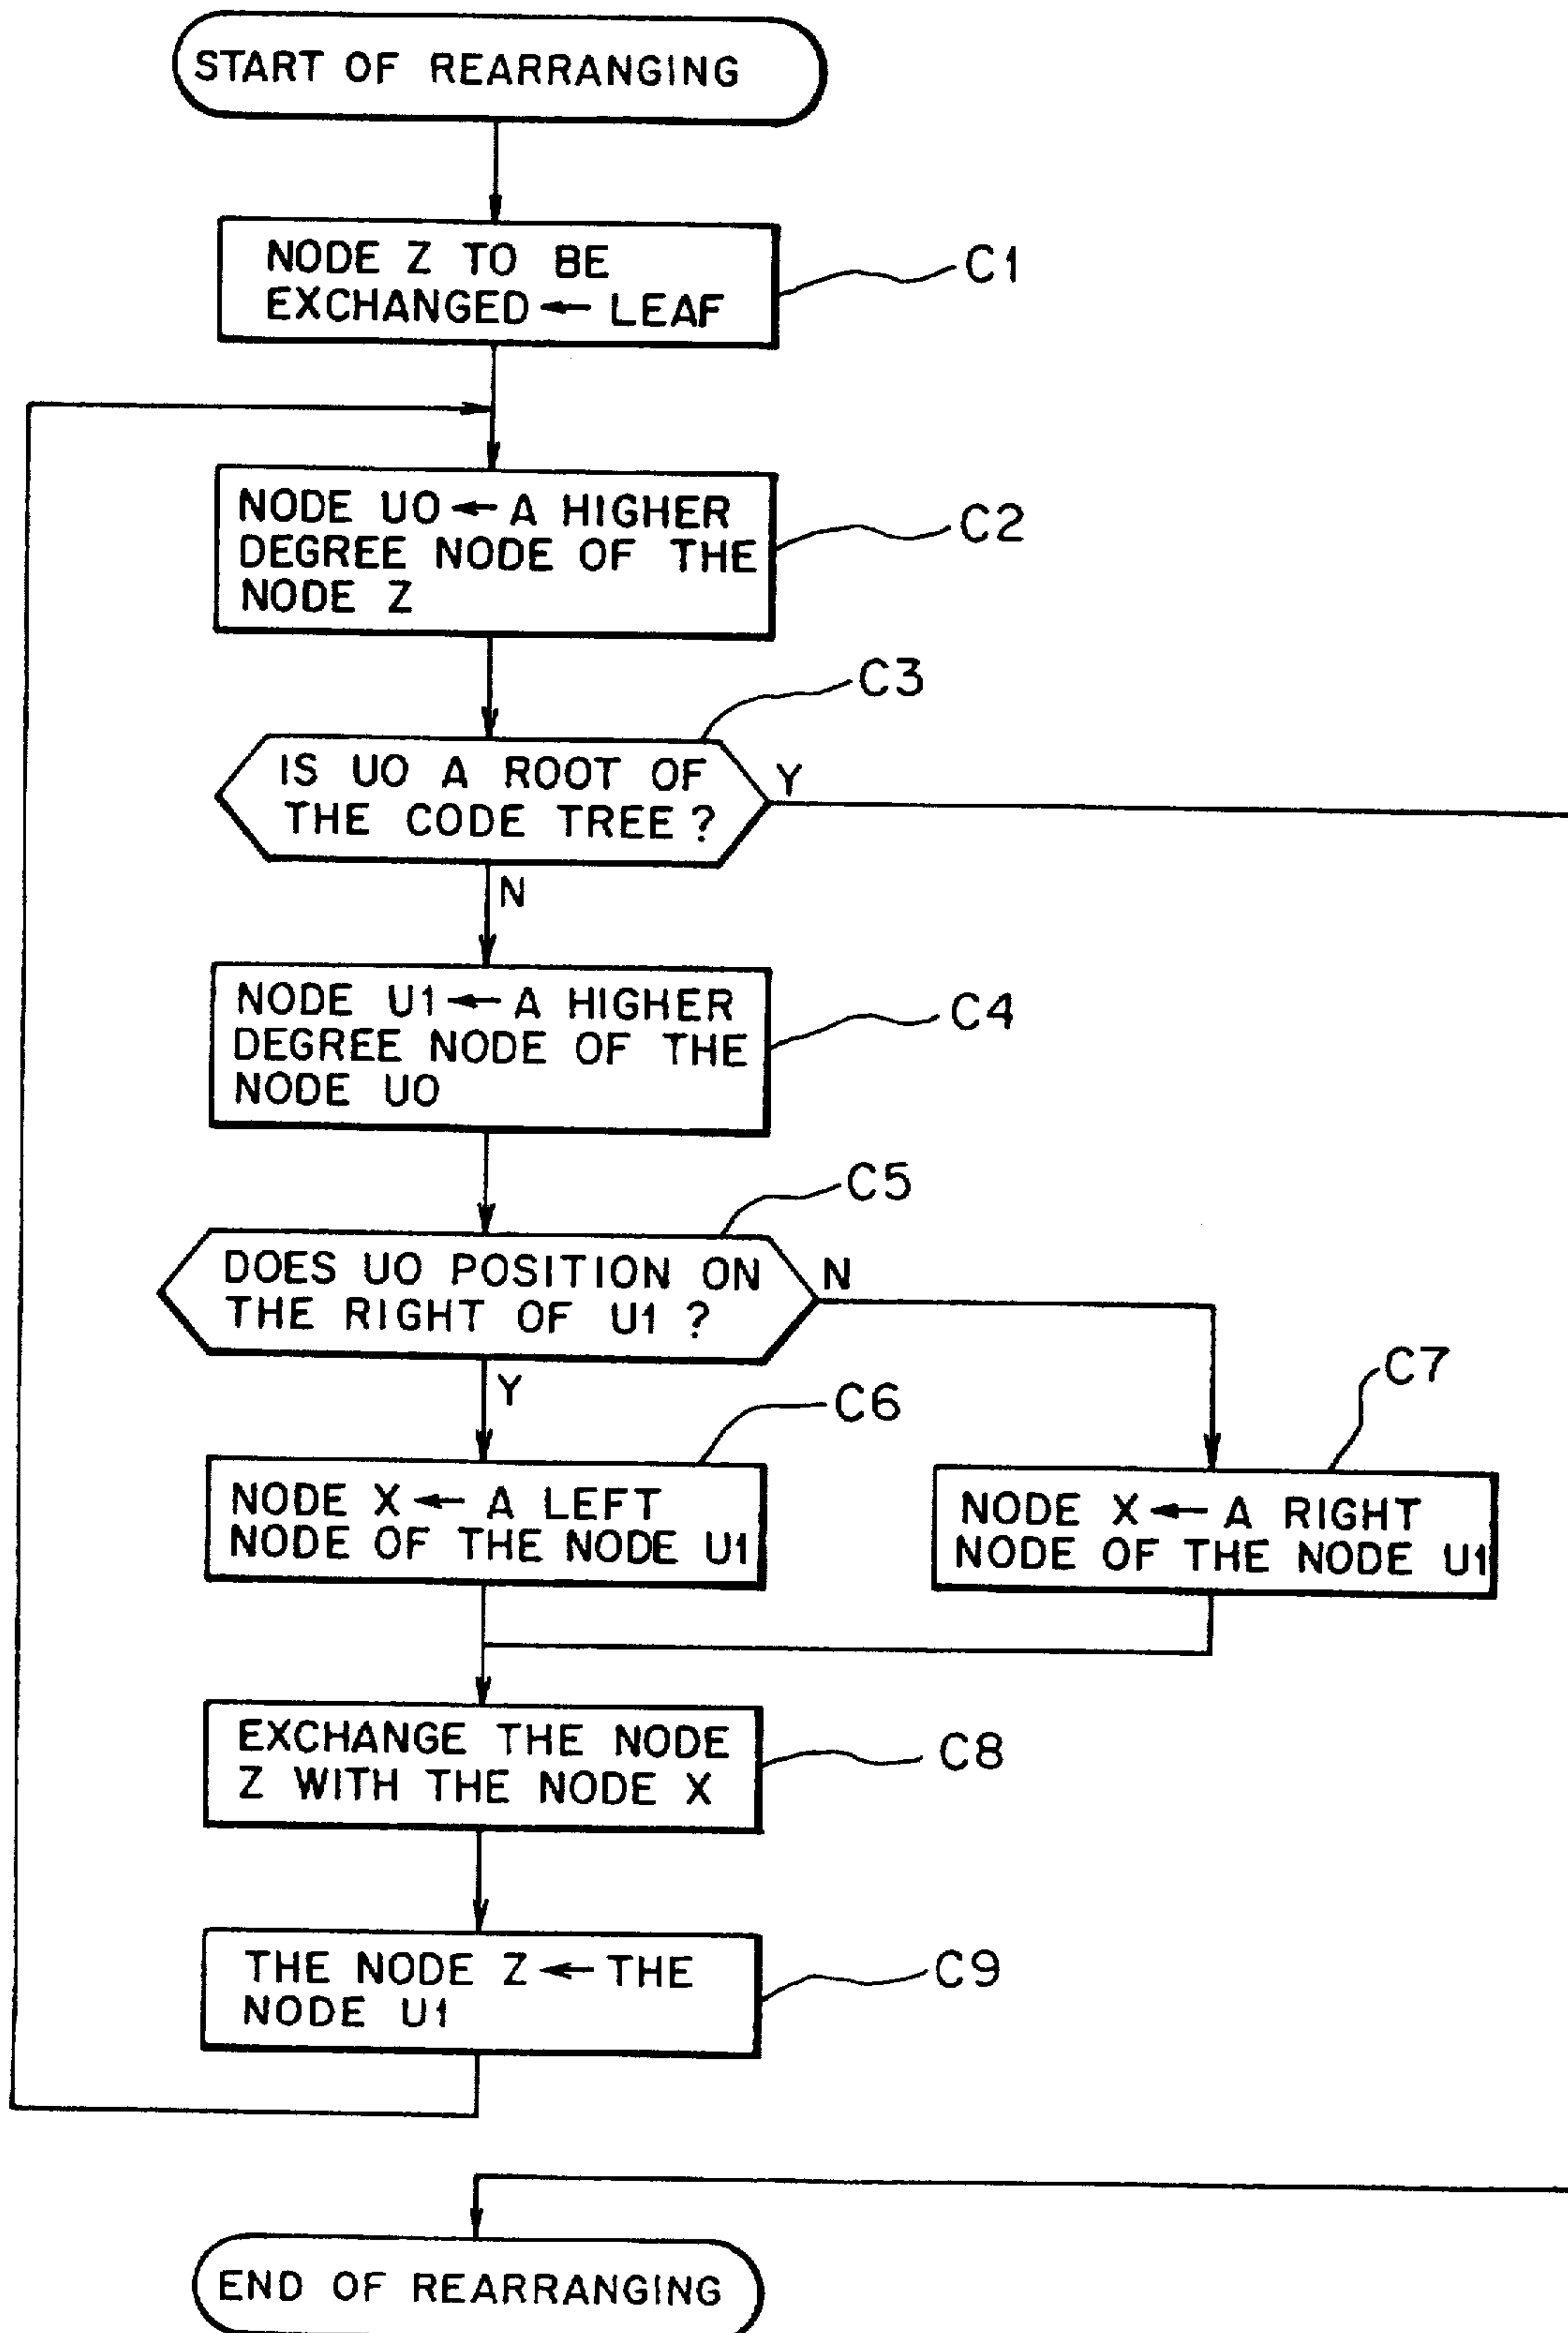 START OF REARRANGING
NODE Z TO BE
EXCHANGED ← LEAF
C1
NODE U0 ← A HIGHER
DEGREE NODE OF THE
NODE Z
C2
C3
IS U0 A ROOT OF
THE CODE TREE ?
Y
N
NODE U1 ← A HIGHER
DEGREE NODE OF THE
NODE U0
C4
C5
DOES U0 POSITION ON
THE RIGHT OF U1 ?
N
Y
C6
NODE X ← A LEFT
NODE OF THE NODE U1
C7
NODE X ← A RIGHT
NODE OF THE NODE U1
EXCHANGE THE NODE
Z WITH THE NODE X
C8
THE NODE Z ← THE
NODE U1
C9
END OF REARRANGING